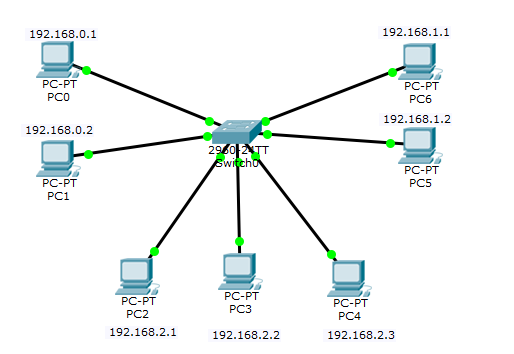 192.168.0.1
PC-PT
PC0
192.168.1.1
PC-PT
PC6
192.168.0.2
PC-PT
PC1
2960-24TT
Switch0
192.168.1.2
PC-PT
PC5
PC-PT
PC2
192.168.2.1
PC-PT
PC3
192.168.2.2
PC-PT
PC4
192.168.2.3